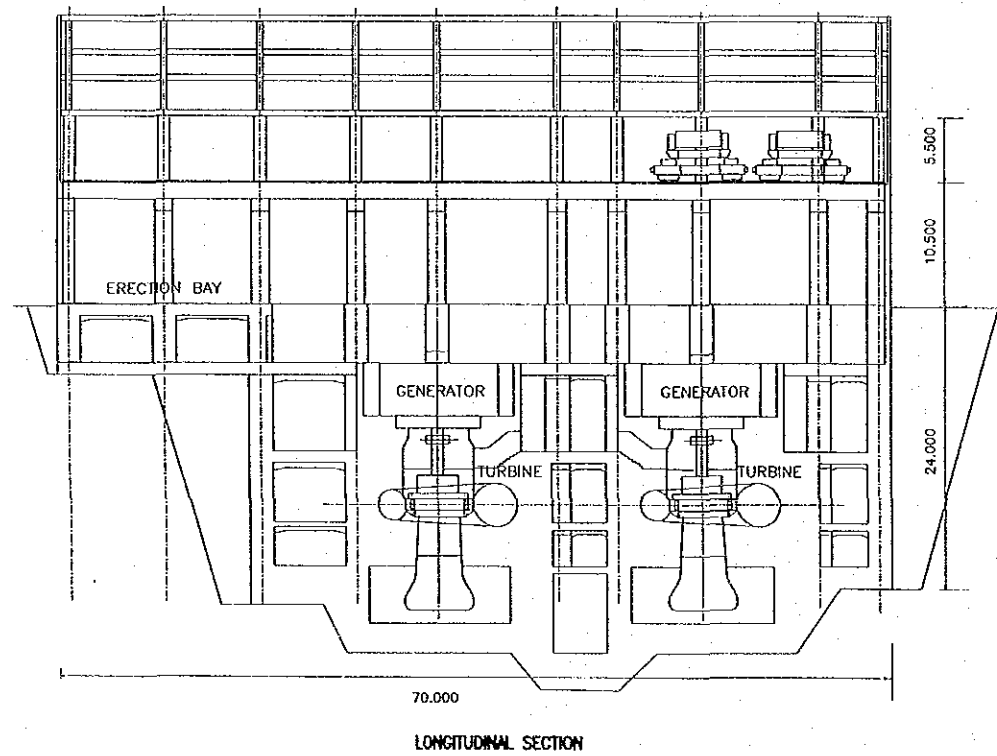 5.500
10.500
ERECTION BAY
GENERATOR
GENERATOR
TURBINE
TURBINE
24.000
70.000
LONGITUDINAL SECTION